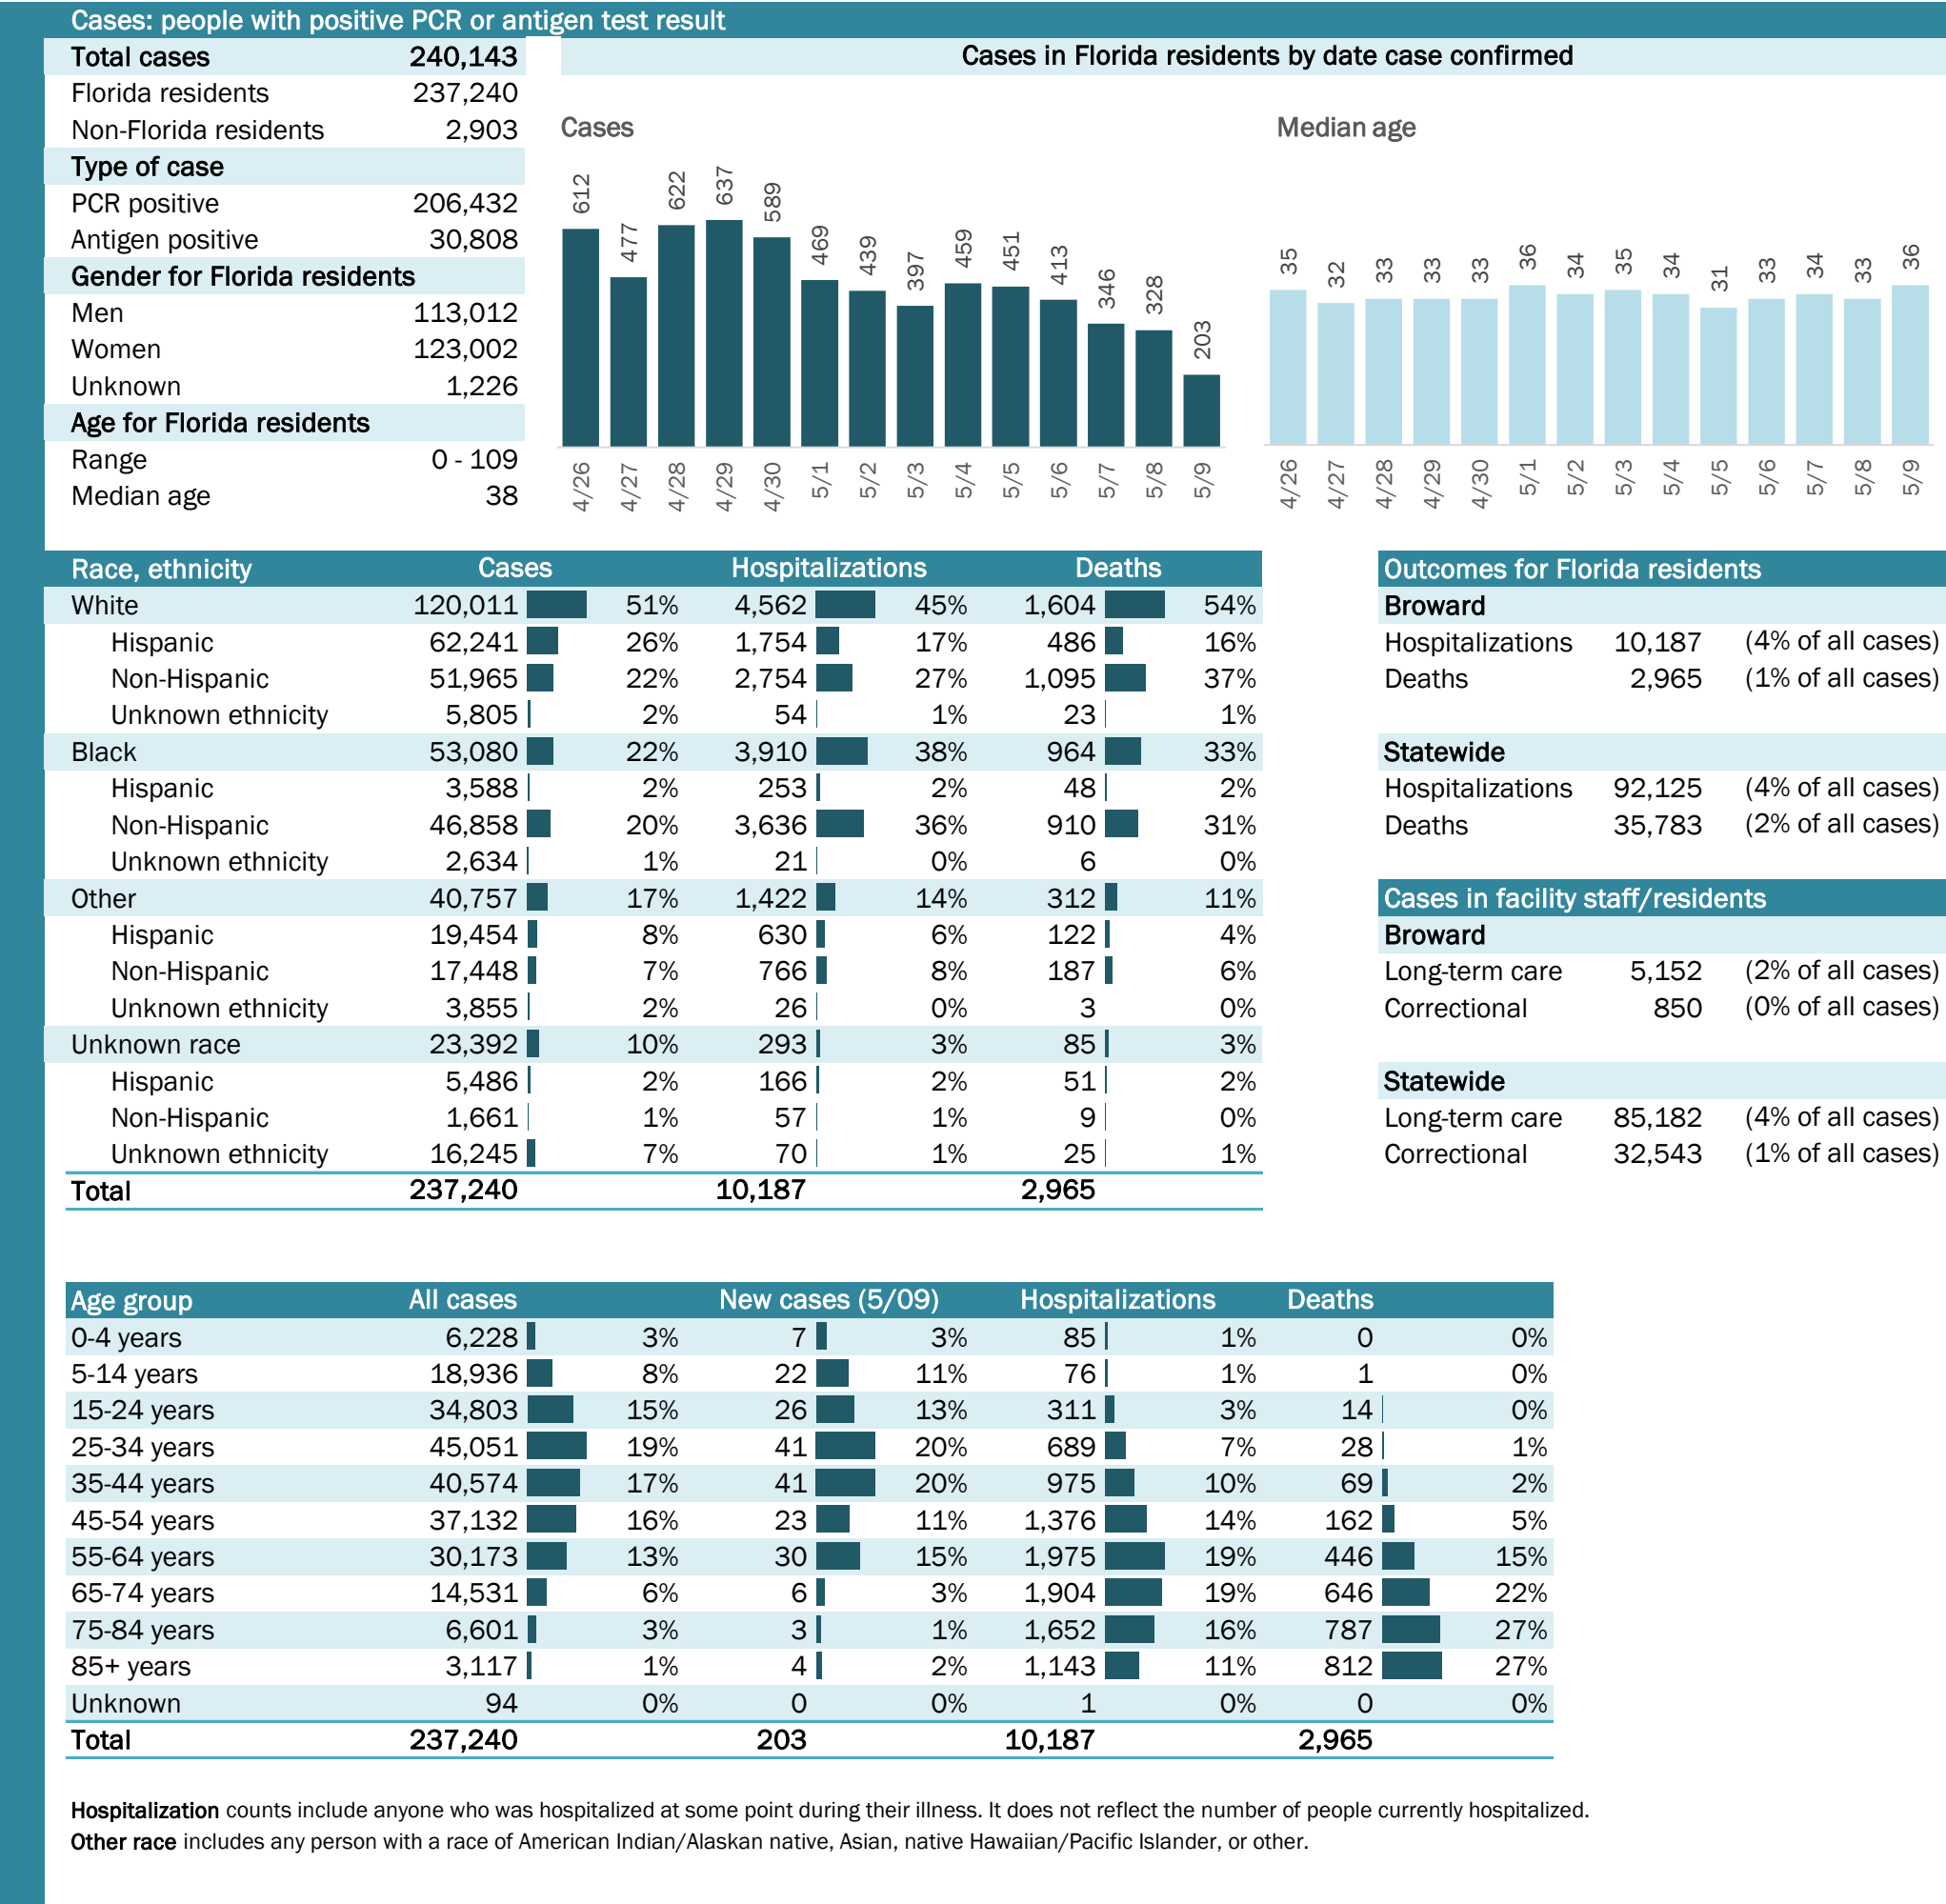 Cases: people with positive PCR or antigen test result
Total cases 240,143
Florida residents 237,240
Non-Florida residents 2,903
Type of case
PCR positive 206,432
Antigen positive 30,808
Gender for Florida residents
Men 113,012
Women 123,002
Unknown 1,226
Age for Florida residents
Range 0 - 109
Median age 38
Cases in Florida residents by date case confirmed
Cases
612 477 622 637 589 469 439 397 459 451 413 346 328 203
4/26 4/27 4/28 4/29 4/30 5/1 5/2 5/3 5/4 5/5 5/6 5/7 5/8 5/9
Median age
35 32 33 33 33 36 34 35 34 31 33 34 33 36
4/26 4/27 4/28 4/29 4/30 5/1 5/2 5/3 5/4 5/5 5/6 5/7 5/8 5/9
Race, ethnicity Cases Hospitalizations Deaths
White 120,011 51% 4,562 45% 1,604 54%
Hispanic 62,241 26% 1,754 17% 486 16%
Non-Hispanic 51,965 22% 2,754 27% 1,095 37%
Unknown ethnicity 5,805 2% 54 1% 23 1%
Black 53,080 22% 3,910 38% 964 33%
Hispanic 3,588 2% 253 2% 48 2%
Non-Hispanic 46,858 20% 3,636 36% 910 31%
Unknown ethnicity 2,634 1% 21 0% 6 0%
Other 40,757 17% 1,422 14% 312 11%
Hispanic 19,454 8% 630 6% 122 4%
Non-Hispanic 17,448 7% 766 8% 187 6%
Unknown ethnicity 3,855 2% 26 0% 3 0%
Unknown race 23,392 10% 293 3% 85 3%
Hispanic 5,486 2% 166 2% 51 2%
Non-Hispanic 1,661 1% 57 1% 9 0%
Unknown ethnicity 16,245 7% 70 1% 25 1%
Total 237,240 10,187 2,965
Outcomes for Florida residents
Broward
Hospitalizations 10,187 (4% of all cases)
Deaths 2,965 (1% of all cases)
Statewide
Hospitalizations 92,125 (4% of all cases)
Deaths 35,783 (2% of all cases)
Cases in facility staff/residents
Broward
Long-term care 5,152 (2% of all cases)
Correctional 850 (0% of all cases)
Statewide
Long-term care 85,182 (4% of all cases)
Correctional 32,543 (1% of all cases)
Age group All cases New cases (5/09) Hospitalizations Deaths
0-4 years 6,228 3% 7 3% 85 1% 0 0%
5-14 years 18,936 8% 22 11% 76 1% 1 0%
15-24 years 34,803 15% 26 13% 311 3% 14 0%
25-34 years 45,051 19% 41 20% 689 7% 28 1%
35-44 years 40,574 17% 41 20% 975 10% 69 2%
45-54 years 37,132 16% 23 11% 1,376 14% 162 5%
55-64 years 30,173 13% 30 15% 1,975 19% 446 15%
65-74 years 14,531 6% 6 3% 1,904 19% 646 22%
75-84 years 6,601 3% 3 1% 1,652 16% 787 27%
85+ years 3,117 1% 4 2% 1,143 11% 812 27%
Unknown 94 0% 0 0% 1 0% 0 0%
Total 237,240 203 10,187 2,965
Hospitalization counts include anyone who was hospitalized at some point during their illness. It does not reflect the number of people currently hospitalized.
Other race includes any person with a race of American Indian/Alaskan native, Asian, native Hawaiian/Pacific Islander, or other.